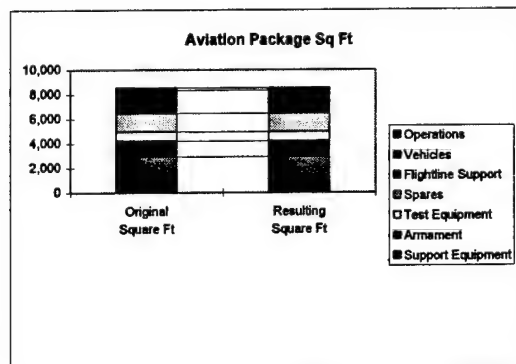 Aviation Package Sq Ft
10,000
8,000
6,000
4,000
2,000
0
Original
Square Ft
Resulting
Square Ft
Operations
Vehicles
Flightline Support
Spares
Test Equipment
Armament
Support Equipment